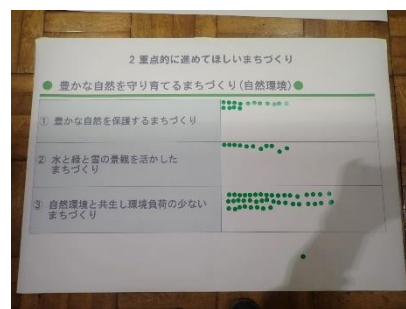 2 重点的に進めてほしいまちづくり
豊かな自然を守り育てるまちづくり(自然環境)
① 豊かな自然を保護するまちづくり
② 水と緑と雪の景観を活かした
まちづくり
③ 自然環境と共生し環境負荷の少ない
まちづくり